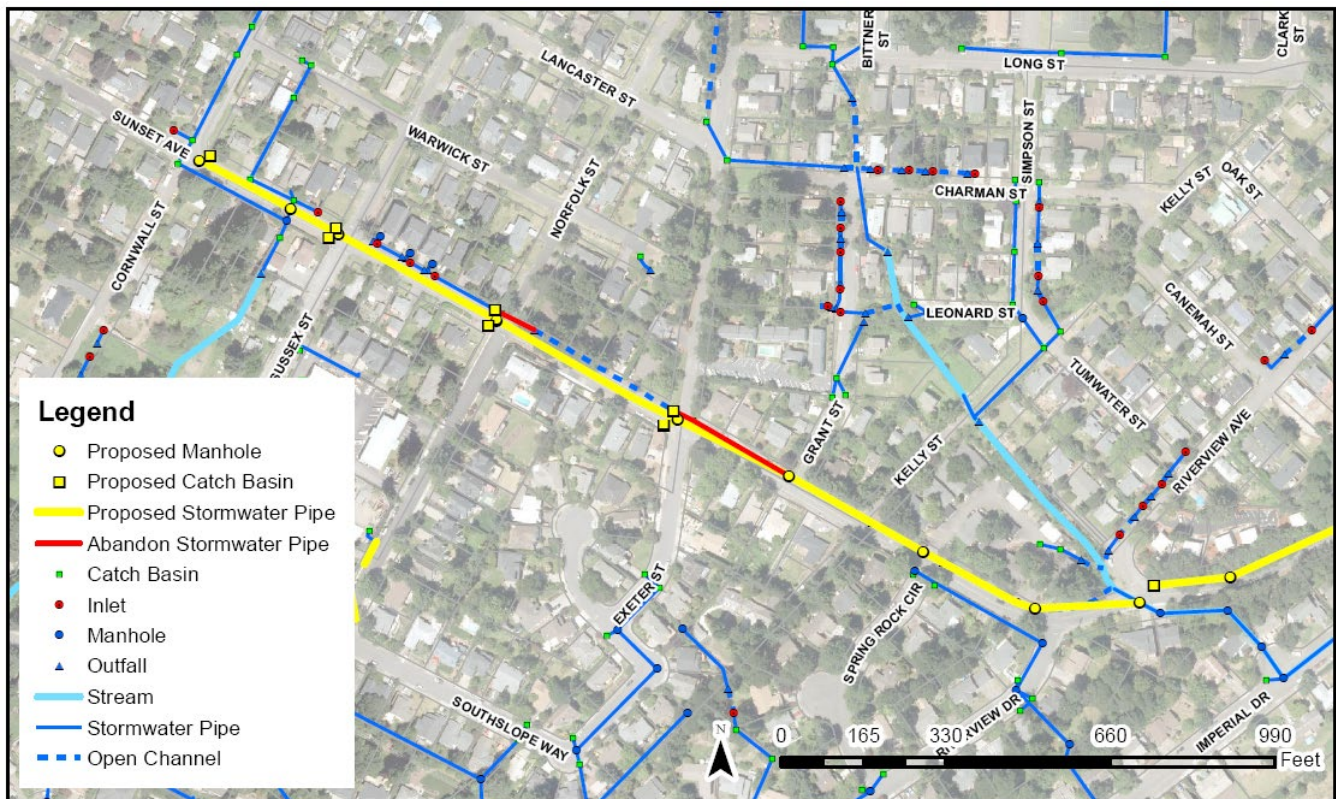 LANCASTER ST
BITTNER ST
LONG ST
CLARK ST
SUNSET AVE
WARWICK ST
NORFOLK ST
SIMPSON ST
CHARMAN ST
KELLY ST
OAK ST
CORNWALL ST
SUSSEX ST
LEONARD ST
CANEMAH ST
TUMWATER ST
GRANT ST
KELLY ST
RIVERVIEW AVE
EXETER ST
SPRING ROCK CIR
SOUTHSLOPE WAY
RIVERVIEW DR
IMPERIAL DR
Legend
Proposed Manhole
Proposed Catch Basin
Proposed Stormwater Pipe
Abandon Stormwater Pipe
Catch Basin
Inlet
Manhole
Outfall
Stream
Stormwater Pipe
Open Channel
N
0 165 330 660 990
Feet